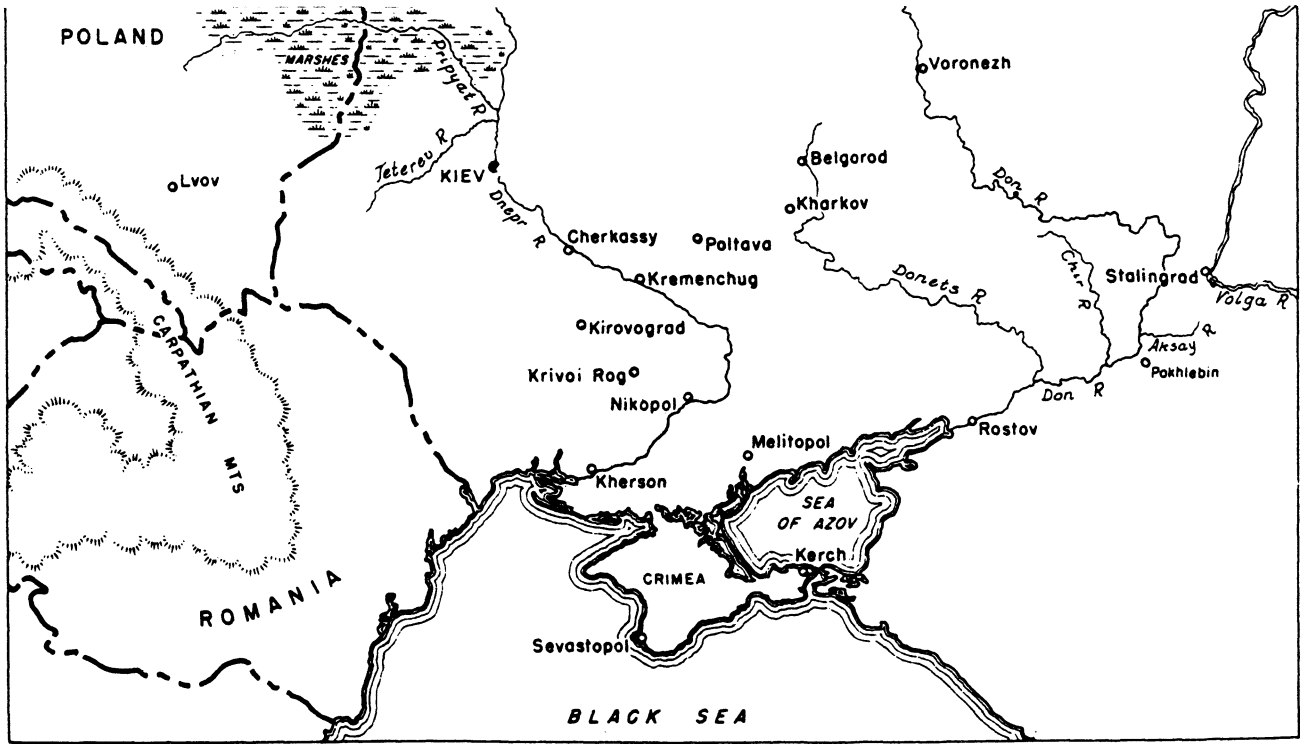 POLAND
MARSHES
Pripyat R
Voronezh
Teterev R
Belgorod
KIEV
Lvov
Don R
Dnepr R
Kharkov
Cherkassy
Poltava
Chir R
Kremenchug
Donets R
Stalingrad
Volga R
Kirovograd
CARPATHIAN MTS
Aksay R
Krivoi Rog
Pokhlebin
Nikopol
Don R
Rostov
Melitopol
Kherson
SEA
OF AZOV
Kerch
CRIMEA
ROMANIA
Sevastopol
BLACK SEA